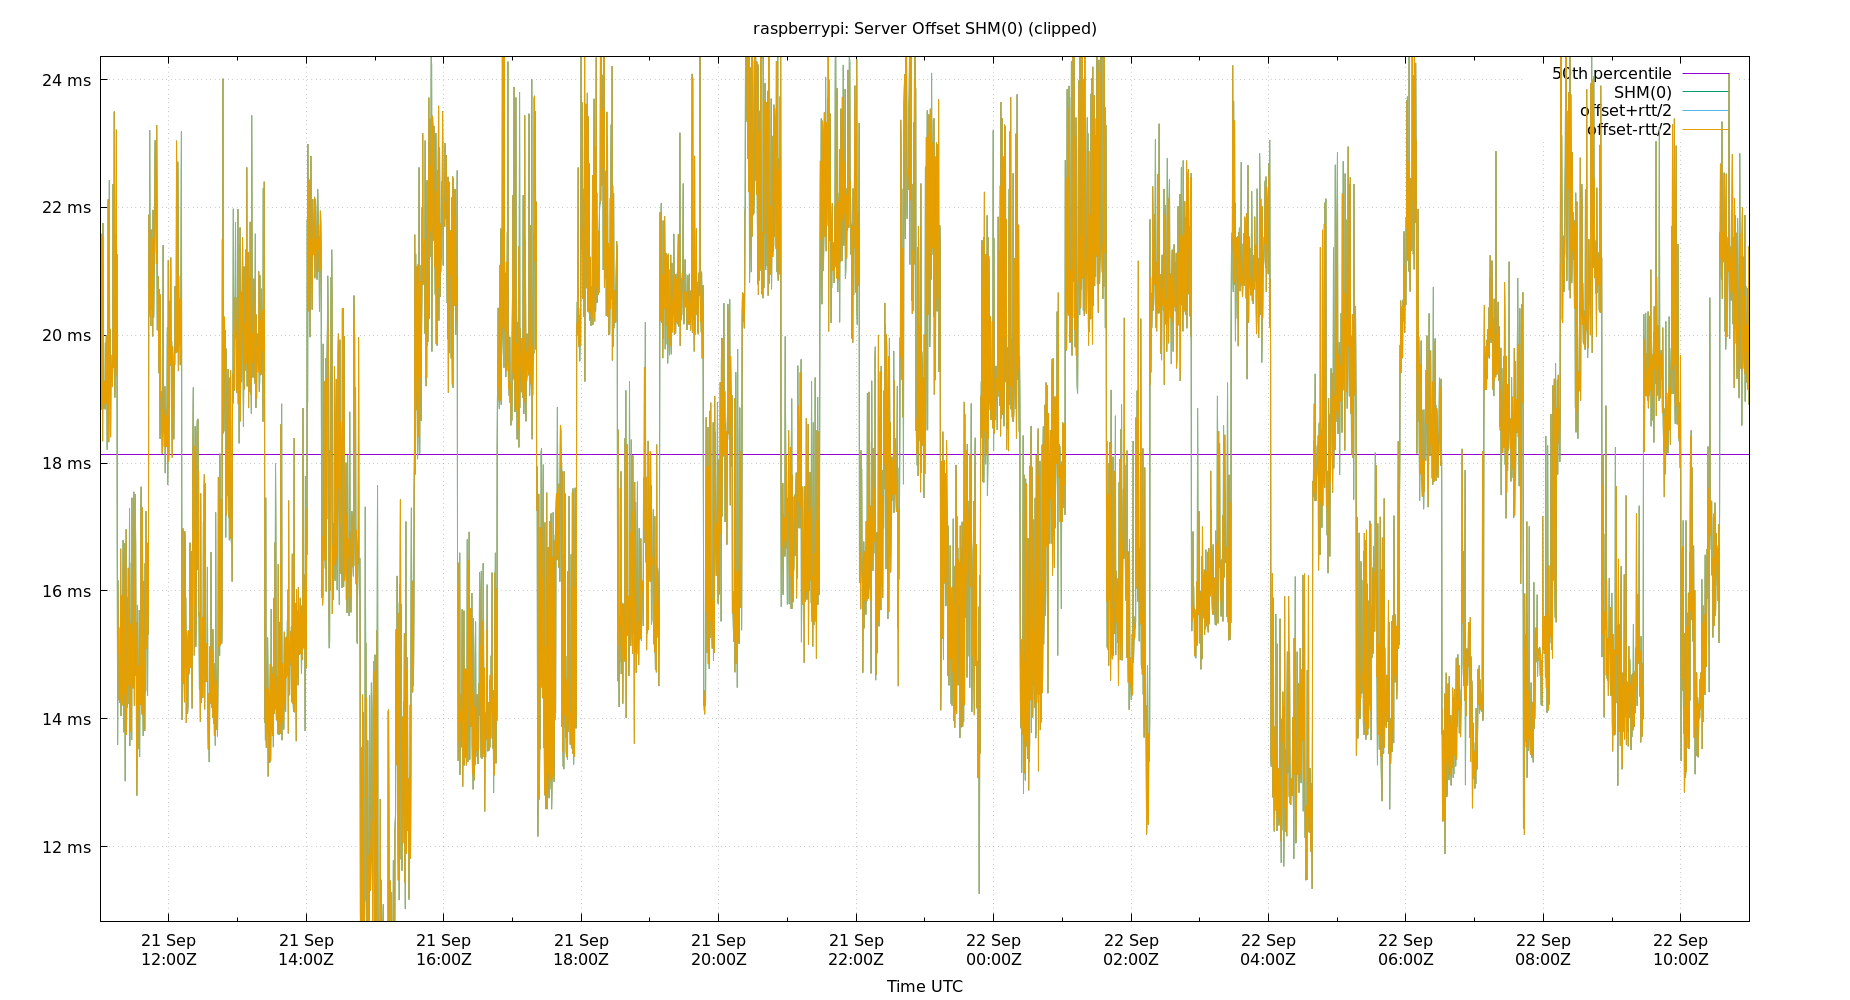 raspberrypi: Server Offset SHM(0) (clipped)
50th percentile
SHM(0)
offset+rtt/2
offset-rtt/2
24 ms
22 ms
20 ms
18 ms
16 ms
14 ms
12 ms
21 Sep 21 Sep 21 Sep 21 Sep 21 Sep 21 Sep 22 Sep 22 Sep 22 Sep 22 Sep 22 Sep 22 Sep
12:00Z 14:00Z 16:00Z 18:00Z 20:00Z 22:00Z 00:00Z 02:00Z 04:00Z 06:00Z 08:00Z 10:00Z
Time UTC